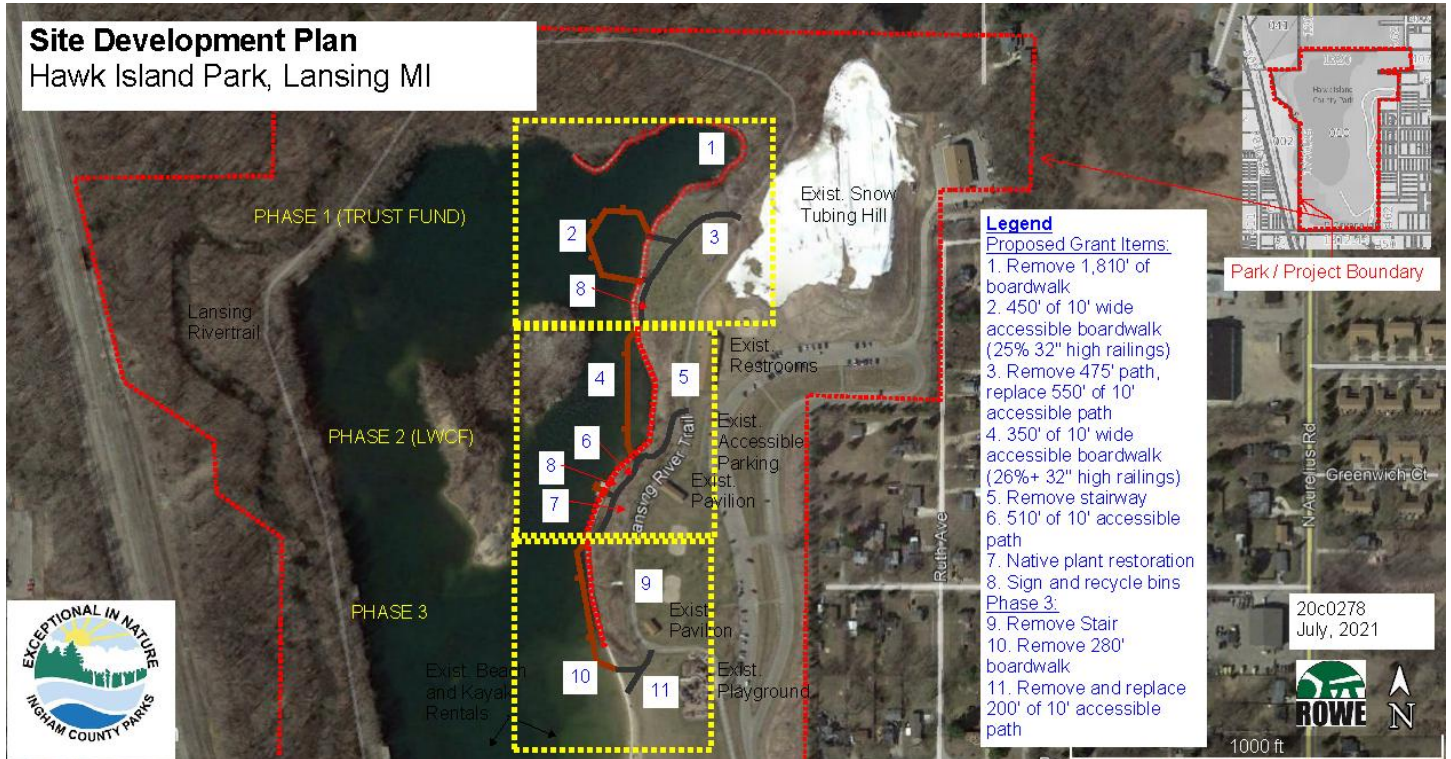 Site Development Plan
Hawk Island Park, Lansing MI
PHASE 1 (TRUST FUND)
1
2
3
8
Exist. Snow
Tubing Hill
Lansing
Rivertrail
PHASE 2 (LWCF)
4
5
6
8
7
Exist.
Restrooms
Exist.
Accessible
Parking
Exist.
Pavilion
Lansing River Trail
PHASE 3
9
10
11
Exist.
Pavilion
Exist.
Playground
Exist. Beach
and Kayak
Rentals
Hawk Island
County Park
Park / Project Boundary
Legend
Proposed Grant Items:
1. Remove 1,810' of
boardwalk
2. 450' of 10' wide
accessible boardwalk
(25% 32" high railings)
3. Remove 475' path,
replace 550' of 10'
accessible path
4. 350' of 10' wide
accessible boardwalk
(26%+ 32" high railings)
5. Remove stairway
6. 510' of 10' accessible
path
7. Native plant restoration
8. Sign and recycle bins
Phase 3:
9. Remove Stair
10. Remove 280'
boardwalk
11. Remove and replace
200' of 10' accessible
path
Ruth Ave
N Aurelius Rd
Greenwich Ct
20c0278
July, 2021
ROWE
N
1000 ft
EXCEPTIONAL IN NATURE
INGHAM COUNTY PARKS